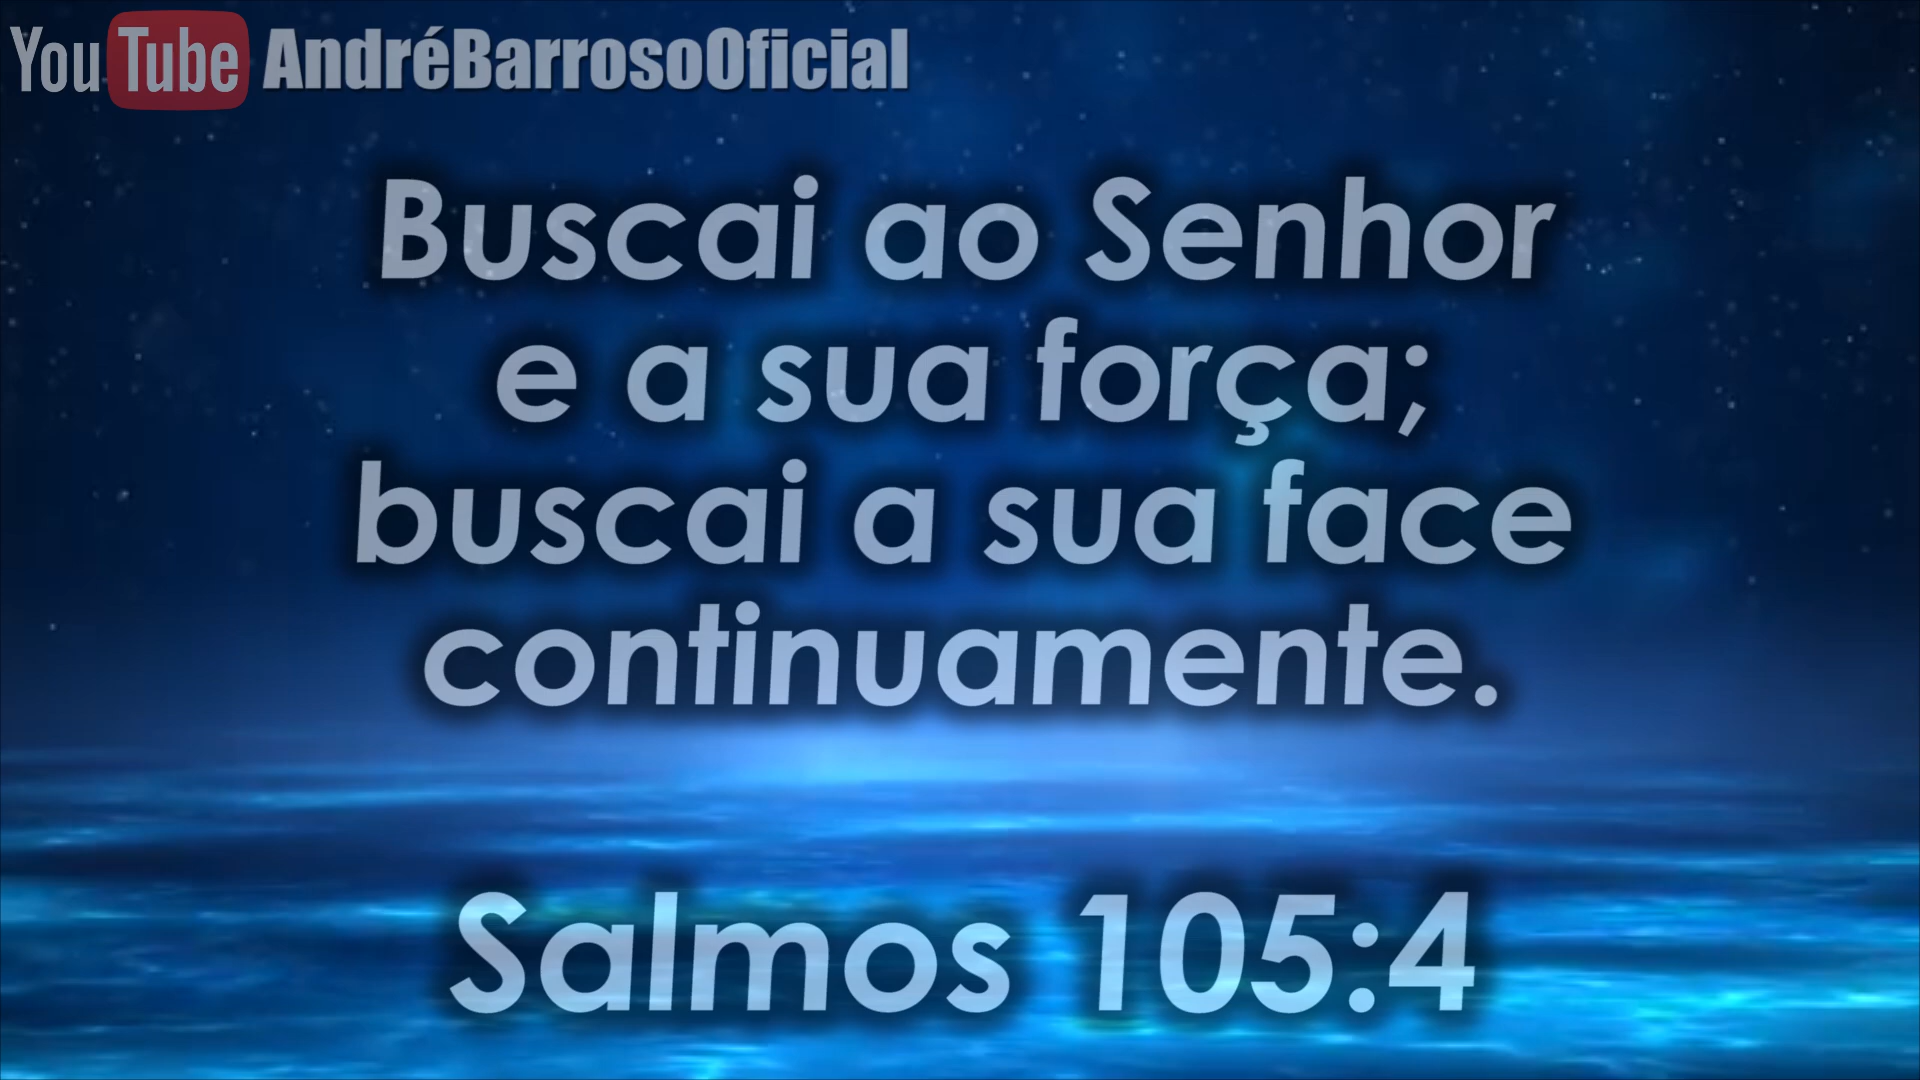 YouTube AndréBarrosoOficial
Buscai ao Senhor
e a sua força;
buscai a sua face
continuamente.
Salmos 105:4